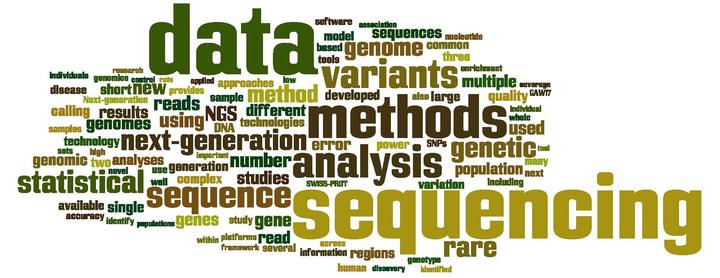 software association
data model sequences nucleotide
based genome common
tools three
individuals genomics research control rate applied approaches low variants multiple enrichment coverage
disease short new provides method developed also large quality GAW17
Next-generation reads sample different methods individual
calling results using NGS technologies whole
samples genomes DNA used
technology next-generation error power SNPs genetic tool
sets high important analysis many
genomic two analyses number population next
novel use generation
statistical well complex studies SWISS-PROT variation including
available single sequence sequencing
accuracy identify populations genes study gene
within platforms read across rare
framework several information regions genotype
human discovery identified